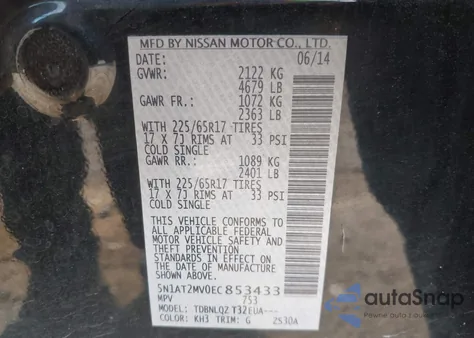 MFD BY NISSAN MOTOR CO., LTD.
DATE: 06/14
GVWR: 2122 KG
4679 LB
GAWR FR.: 1072 KG
2363 LB
WITH 225/65R17 TIRES
17 X 7J RIMS AT 33 PSI
COLD SINGLE
GAWR RR.: 1089 KG
2401 LB
WITH 225/65R17 TIRES
17 X 7J RIMS AT 33 PSI
COLD SINGLE
THIS VEHICLE CONFORMS TO
ALL APPLICABLE FEDERAL
MOTOR VEHICLE SAFETY AND
THEFT PREVENTION
STANDARDS IN EFFECT ON
THE DATE OF MANUFACTURE
SHOWN ABOVE.
5N1AT2MV0EC853433
MPV 753
MODEL: TDBNLQZ T32EUA---
COLOR: KH3 TRIM: G 2530A
autoSnap
Pewne auto z Ameryki